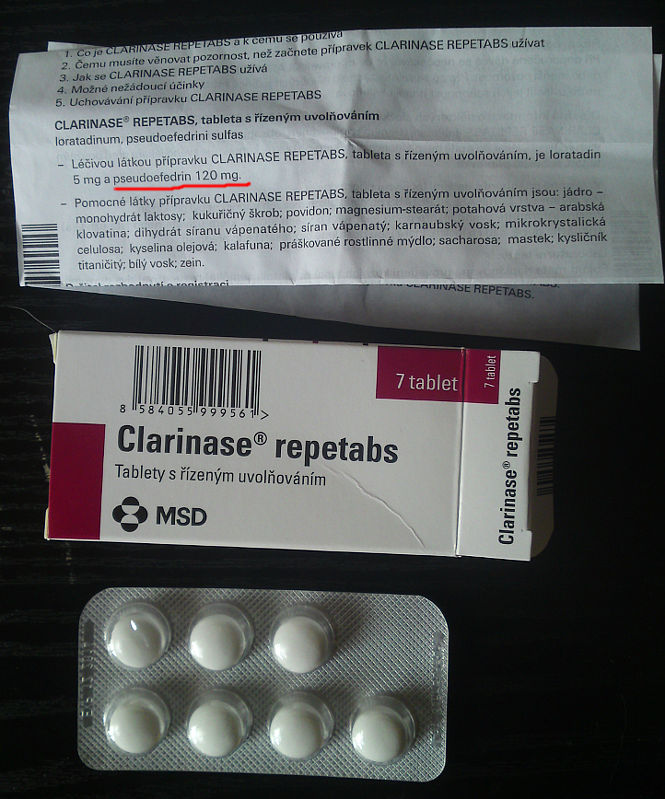 1. Co je CLARINASE REPETABS a k čemu se používá
2. Čemu musíte věnovat pozornost, než začnete přípravek CLARINASE REPETABS užívat
3. Jak se CLARINASE REPETABS užívá
4. Možné nežádoucí účinky
5. Uchovávání přípravku CLARINASE REPETABS
CLARINASE® REPETABS, tableta s řízeným uvolňováním
loratadinum, pseudoefedrini sulfas
– Léčivou látkou přípravku CLARINASE REPETABS, tableta s řízeným uvolňováním, je loratadin
5 mg a pseudoefedrin 120 mg.
– Pomocné látky přípravku CLARINASE REPETABS, tableta s řízeným uvolňováním jsou: jádro –
monohydrát laktosy; kukuřičný škrob; povidon; magnesium-stearát; potahová vrstva – arabská
klovatina; dihydrát síranu vápenatého; síran vápenatý; karnaubský vosk; mikrokrystalická
celulosa; kyselina olejová; kalafuna; práškované rostlinné mýdlo; sacharosa; mastek; kysličník
titaničitý; bílý vosk; zein.
CLARINASE REPETABS.
7 tablet
7 tablet
8 584055 999561 >
Clarinase® repetabs
Tablety s řízeným uvolňováním
MSD
Clarinase® repetabs